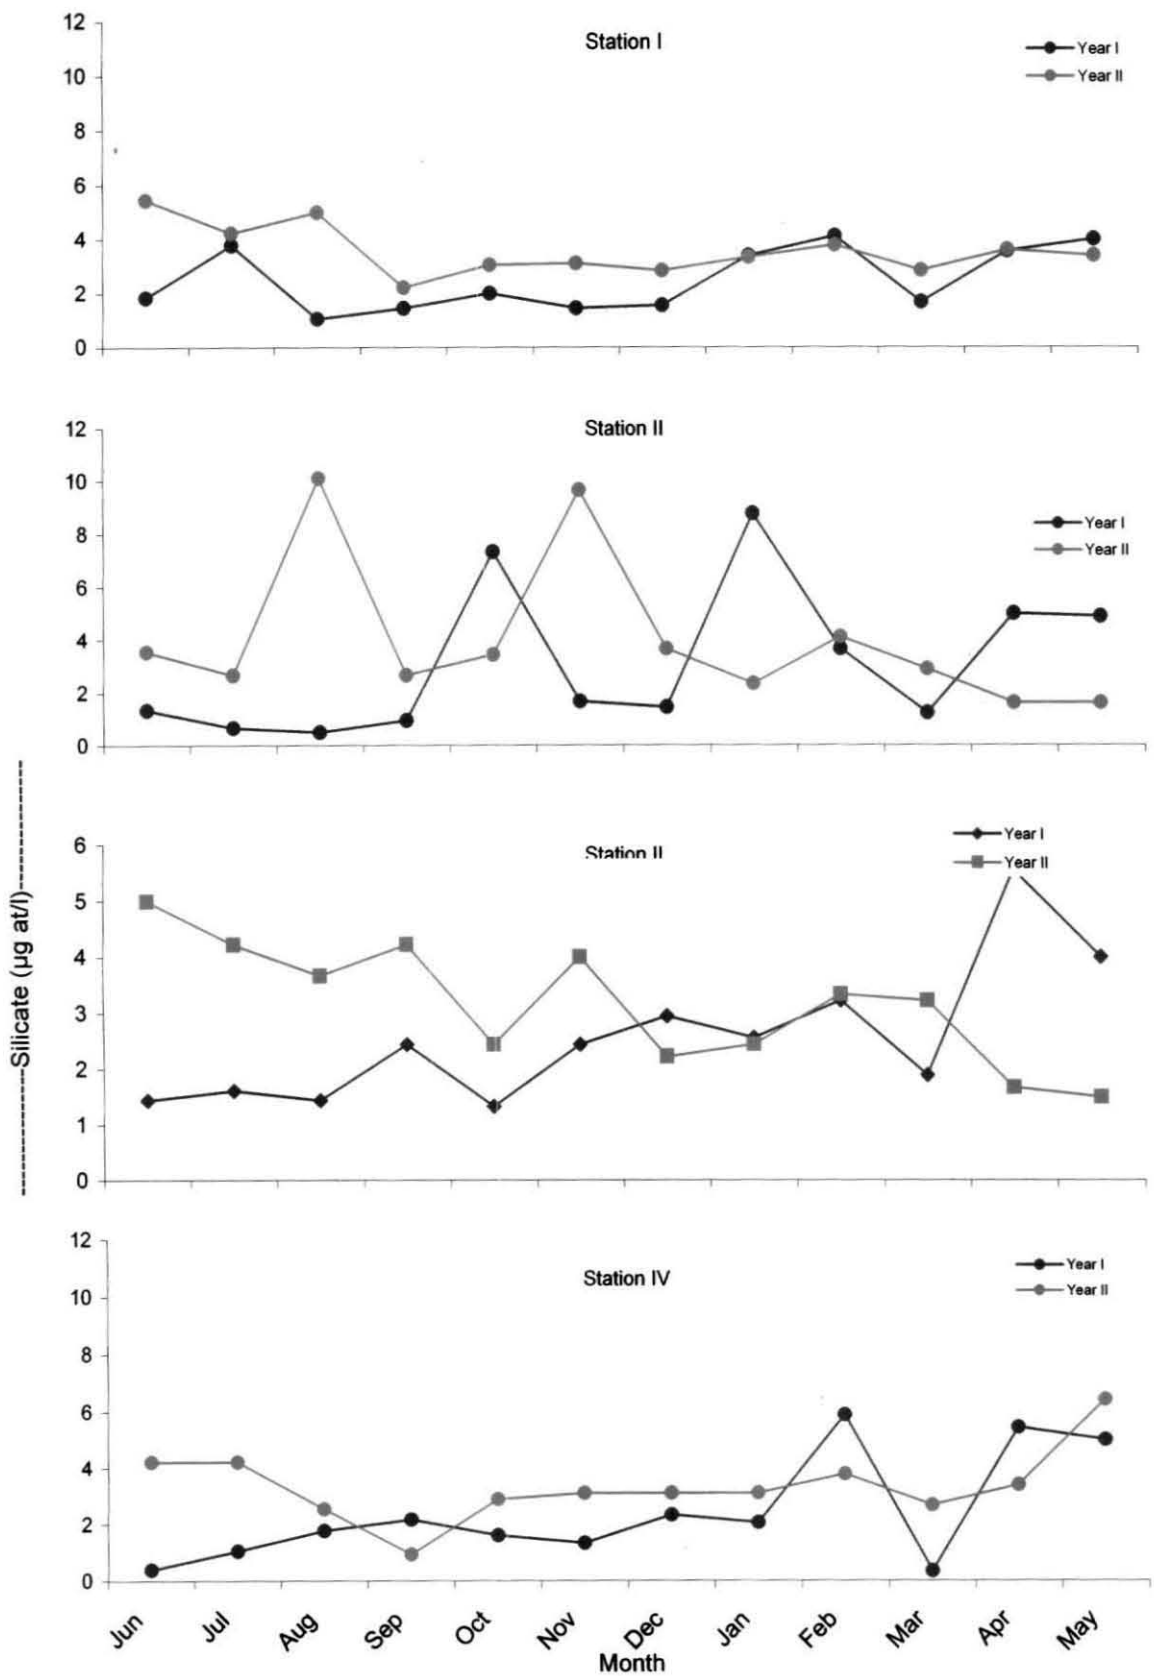 12
Station I
Year I
Year II
10
8
6
4
2
0
12
Station II
10
Year I
Year II
8
6
4
2
0
6
Station II
Year I
Year II
5
4
3
2
1
0
Silicate (µg at/l)
12
Station IV
Year I
Year II
10
8
6
4
2
0
Jun Jul Aug Sep Oct Nov Dec Jan Feb Mar Apr May
Month